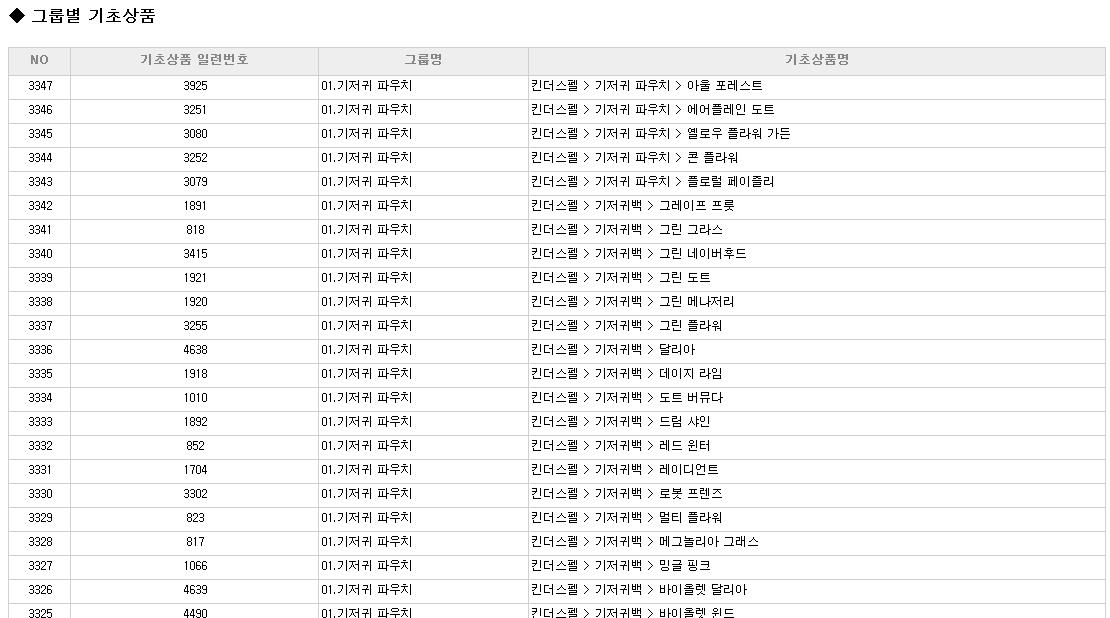 ◆ 그룹별 기초상품
NO 기초상품 일련번호 그룹명 기초상품명
3347 3925 01.기저귀 파우치 킨더스펠 > 기저귀 파우치 > 아울 포레스트
3346 3251 01.기저귀 파우치 킨더스펠 > 기저귀 파우치 > 에어플레인 도트
3345 3080 01.기저귀 파우치 킨더스펠 > 기저귀 파우치 > 옐로우 플라워 가든
3344 3252 01.기저귀 파우치 킨더스펠 > 기저귀 파우치 > 콘 플라워
3343 3079 01.기저귀 파우치 킨더스펠 > 기저귀 파우치 > 플로럴 페이즐리
3342 1891 01.기저귀 파우치 킨더스펠 > 기저귀백 > 그레이프 프룻
3341 818 01.기저귀 파우치 킨더스펠 > 기저귀백 > 그린 그라스
3340 3415 01.기저귀 파우치 킨더스펠 > 기저귀백 > 그린 네이버후드
3339 1921 01.기저귀 파우치 킨더스펠 > 기저귀백 > 그린 도트
3338 1920 01.기저귀 파우치 킨더스펠 > 기저귀백 > 그린 메나저리
3337 3255 01.기저귀 파우치 킨더스펠 > 기저귀백 > 그린 플라워
3336 4638 01.기저귀 파우치 킨더스펠 > 기저귀백 > 달리아
3335 1918 01.기저귀 파우치 킨더스펠 > 기저귀백 > 데이지 라임
3334 1010 01.기저귀 파우치 킨더스펠 > 기저귀백 > 도트 버뮤다
3333 1892 01.기저귀 파우치 킨더스펠 > 기저귀백 > 드림 샤인
3332 852 01.기저귀 파우치 킨더스펠 > 기저귀백 > 레드 윈터
3331 1704 01.기저귀 파우치 킨더스펠 > 기저귀백 > 레이디언트
3330 3302 01.기저귀 파우치 킨더스펠 > 기저귀백 > 로봇 프렌즈
3329 823 01.기저귀 파우치 킨더스펠 > 기저귀백 > 멀티 플라워
3328 817 01.기저귀 파우치 킨더스펠 > 기저귀백 > 메그놀리아 그래스
3327 1066 01.기저귀 파우치 킨더스펠 > 기저귀백 > 밍글 핑크
3326 4639 01.기저귀 파우치 킨더스펠 > 기저귀백 > 바이올렛 달리아
3325 4490 01.기저귀 파우치 킨더스펠 > 기저귀백 > 바이올렛 윈드